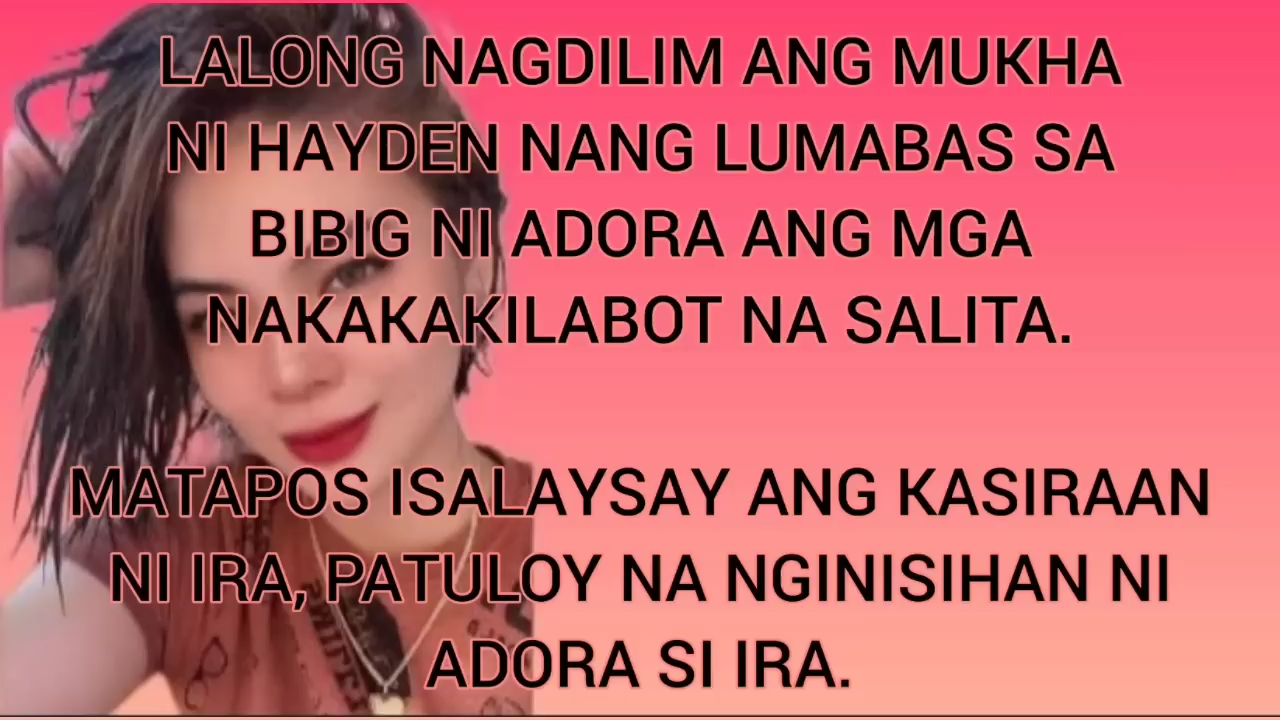 LALONG NAGDILIM ANG MUKHA
NI HAYDEN NANG LUMABAS SA
BIBIG NI ADORA ANG MGA
NAKAKAKILABOT NA SALITA.
MATAPOS ISALAYSAY ANG KASIRAAN
NI IRA, PATULOY NA NGINISIHAN NI
ADORA SI IRA.